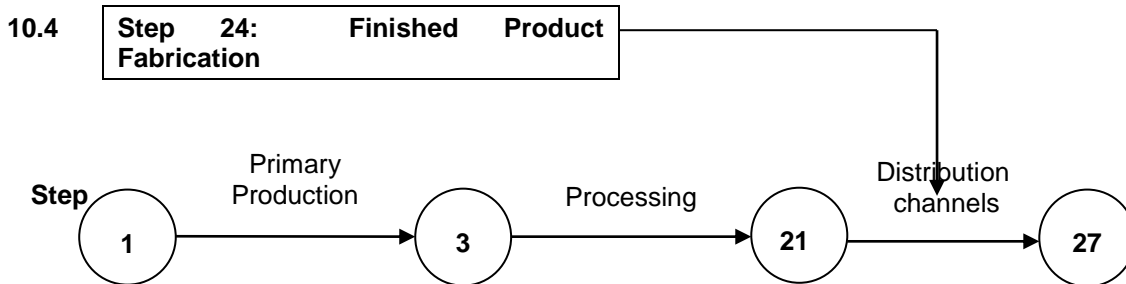 10.4 Step 24: Finished Product
Fabrication
Primary
Production
Processing
Distribution
channels
Step
1
3
21
27